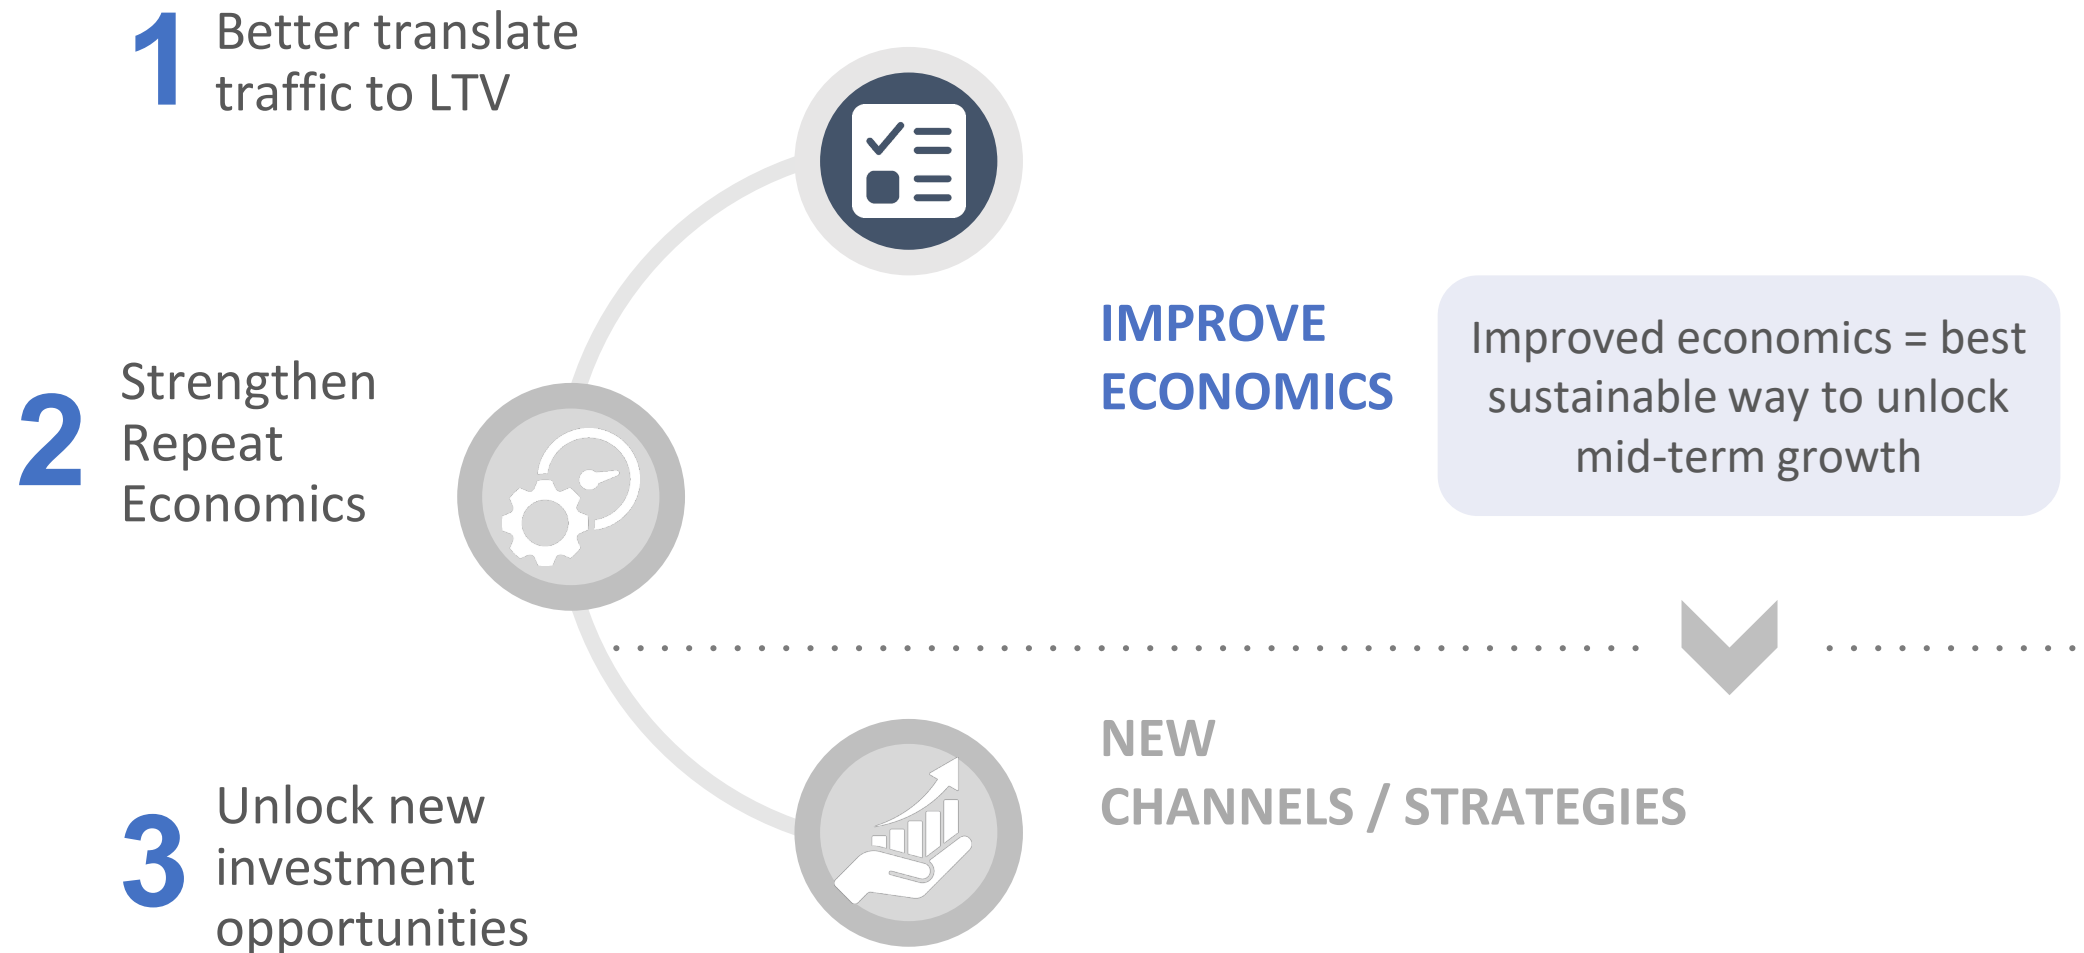 1
Better translate
traffic to LTV
IMPROVE
ECONOMICS
Improved economics = best
sustainable way to unlock
mid-term growth
2
Strengthen
Repeat
Economics
NEW
CHANNELS / STRATEGIES
3
Unlock new
investment
opportunities